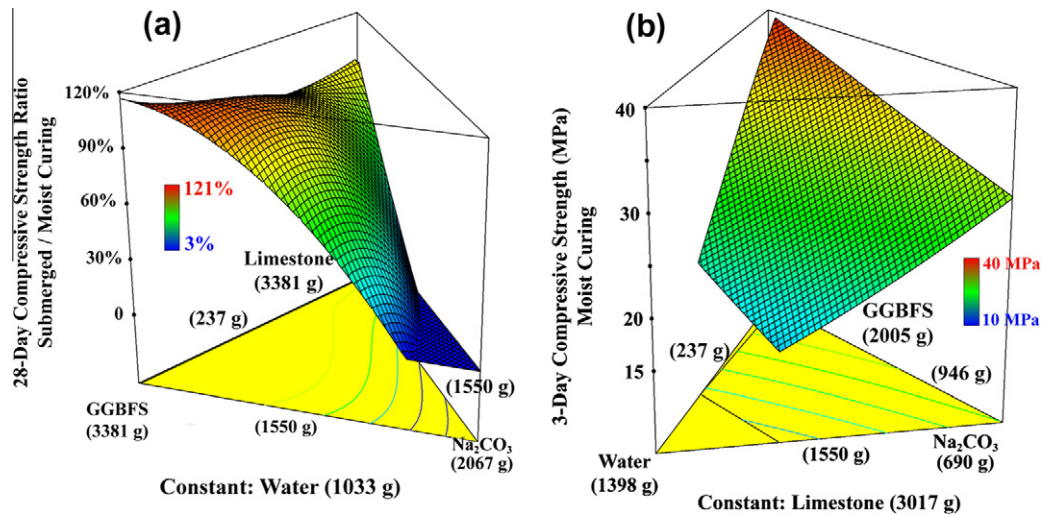 (a)
28-Day Compressive Strength Ratio
Submerged / Moist Curing
120%
90%
60%
30%
0
121%
3%
Limestone
(3381 g)
(237 g)
(1550 g)
GGBFS
(3381 g)
(1550 g)
Na₂CO₃
(2067 g)
Constant: Water (1033 g)
(b)
3-Day Compressive Strength (MPa)
Moist Curing
40
30
20
15
40 MPa
10 MPa
GGBFS
(2005 g)
(237 g)
(946 g)
Water
(1398 g)
(1550 g)
Na₂CO₃
(690 g)
Constant: Limestone (3017 g)